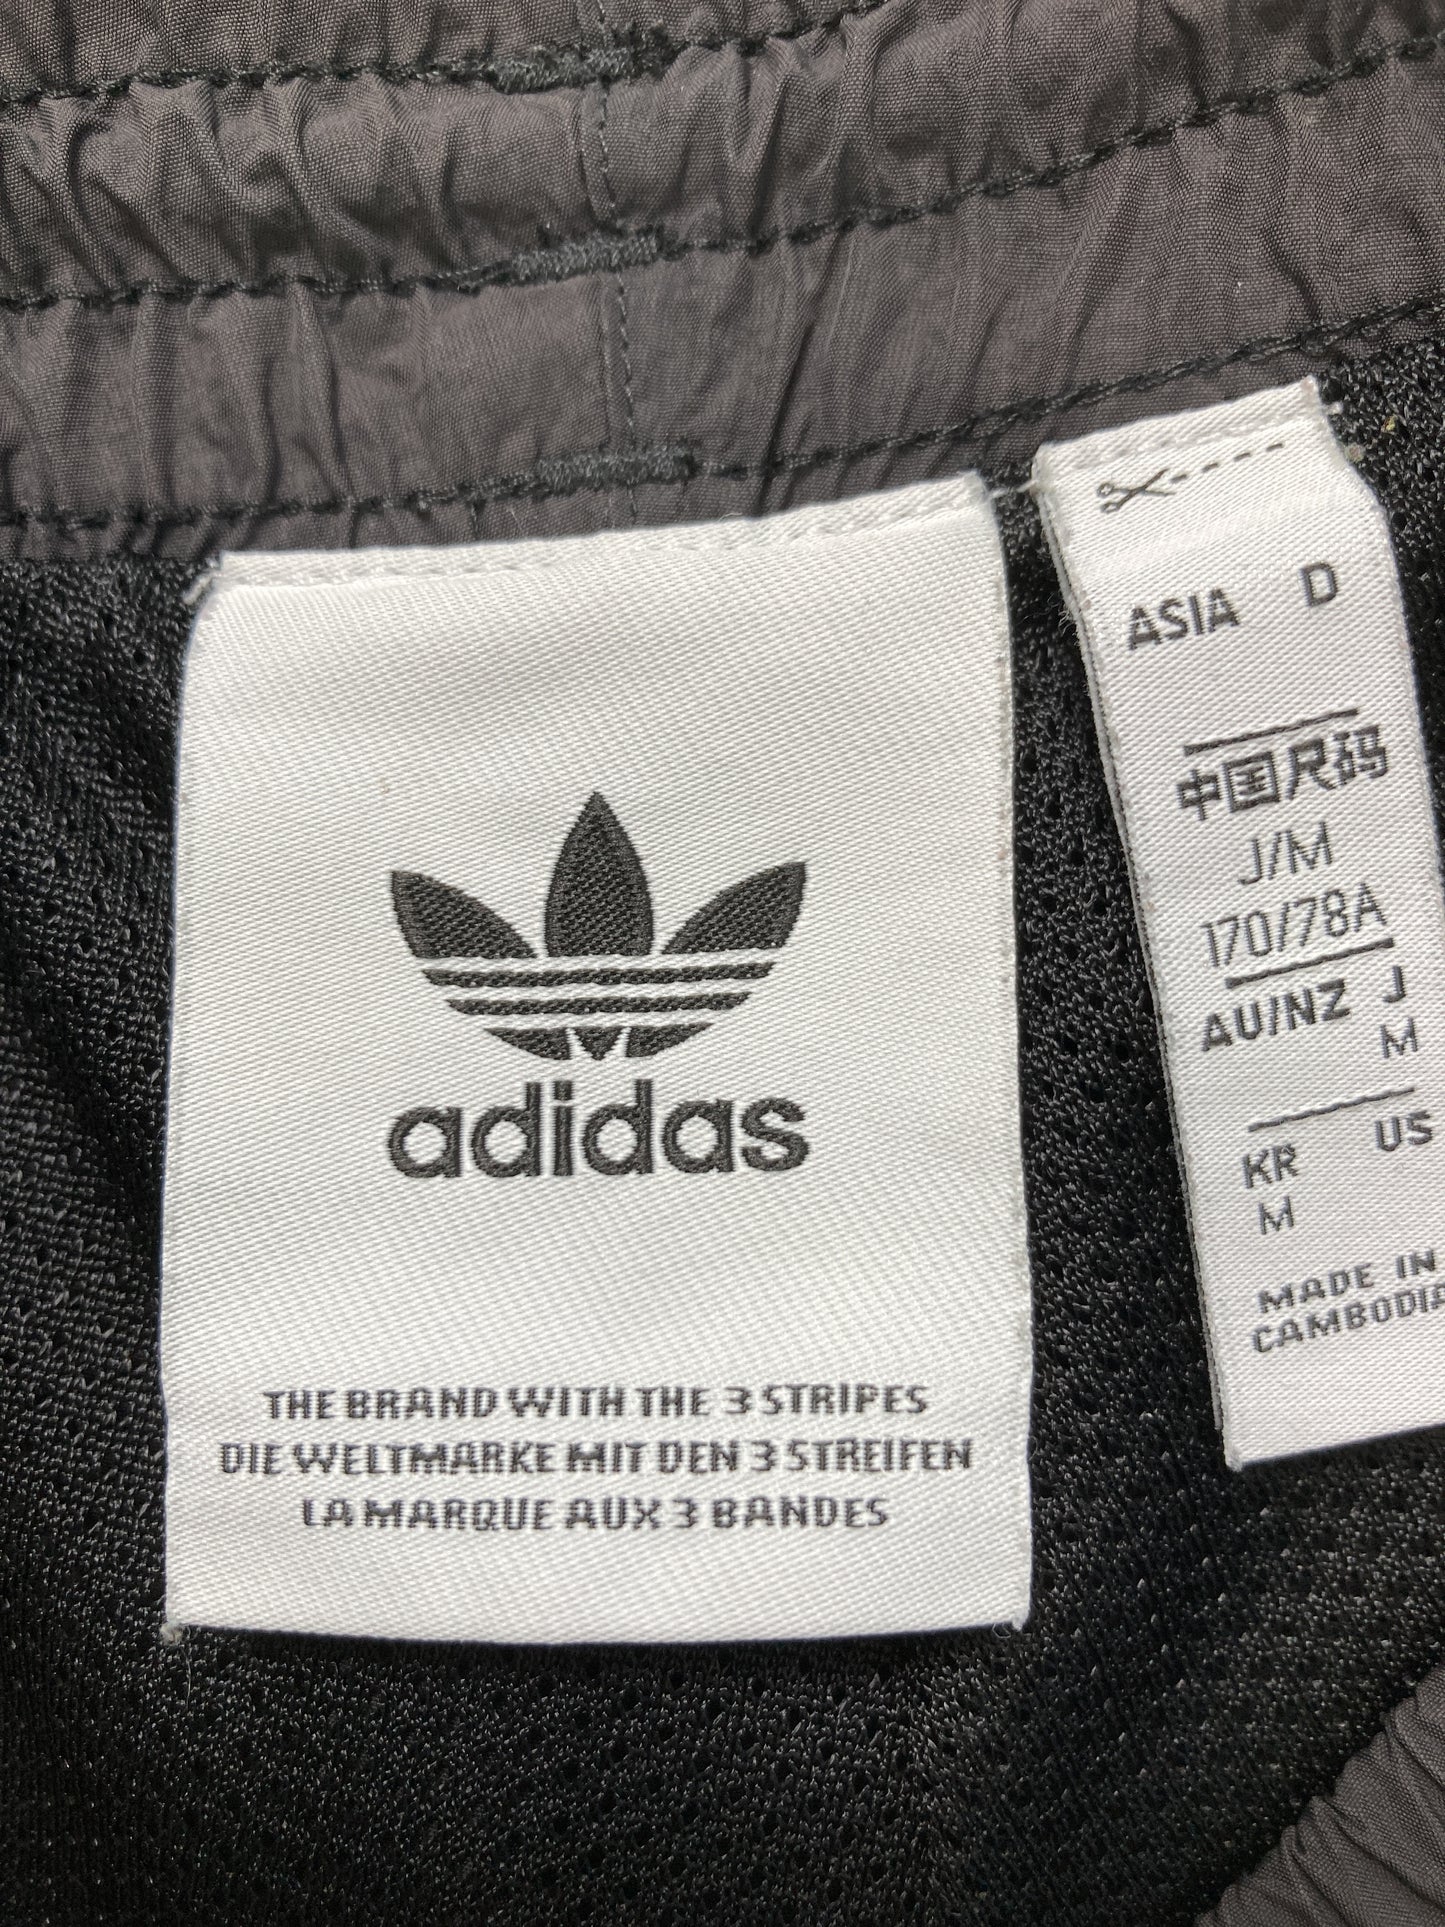 adidas
THE BRAND WITH THE 3 STRIPES
DIE WELTMARKE MIT DEN 3 STREIFEN
LA MARQUE AUX 3 BANDES
ASIA D
中国尺码
J/M
170/78A
AU/NZ J
M
KR US
M
MADE IN
CAMBODIA